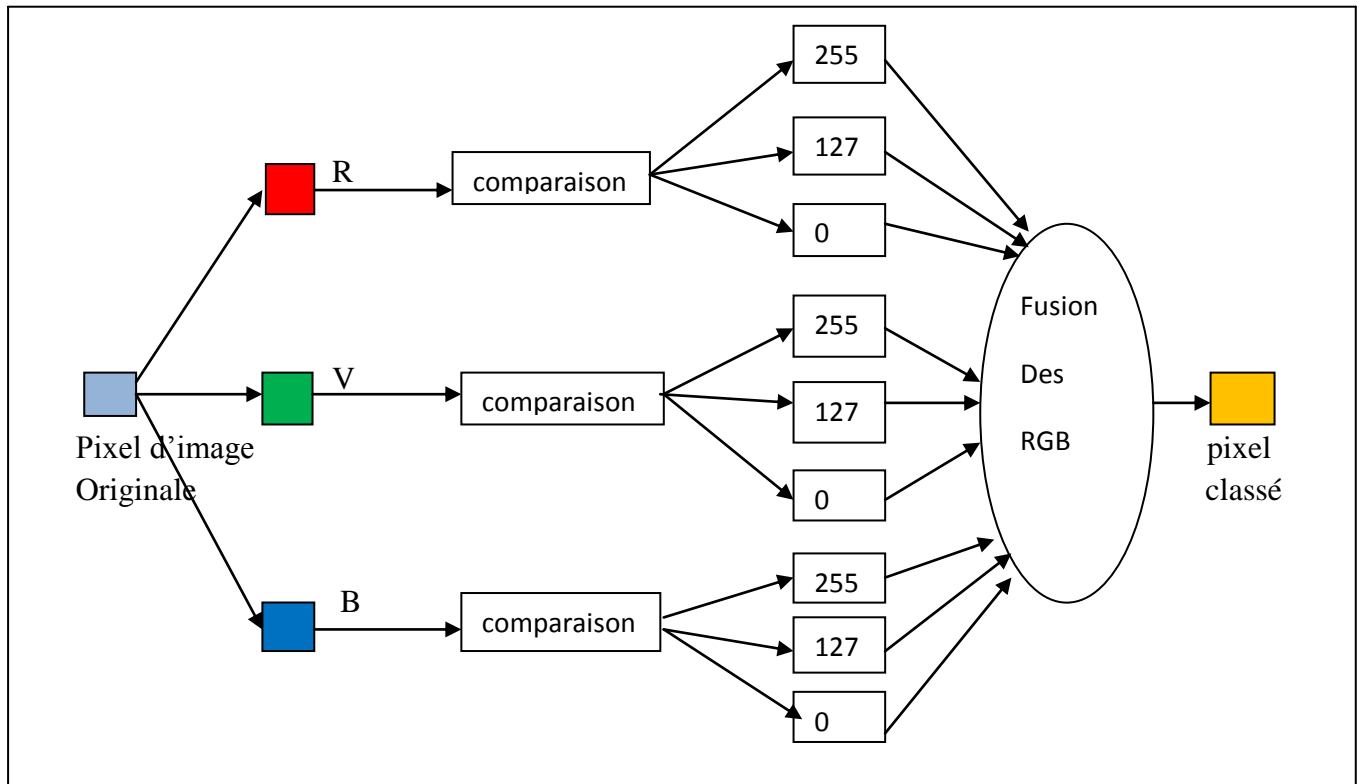 255
127
0
R
comparaison
255
127
0
V
comparaison
Pixel d'image
Originale
Fusion
Des
RGB
pixel
classé
255
127
0
B
comparaison